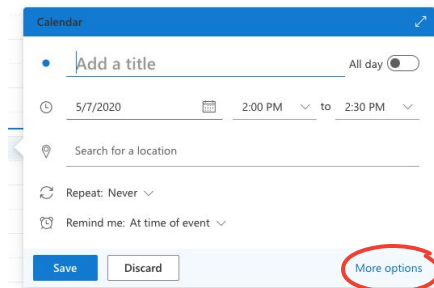 Calendar
Add a title
All day
5/7/2020 2:00 PM to 2:30 PM
Search for a location
Repeat: Never
Remind me: At time of event
Save Discard More options